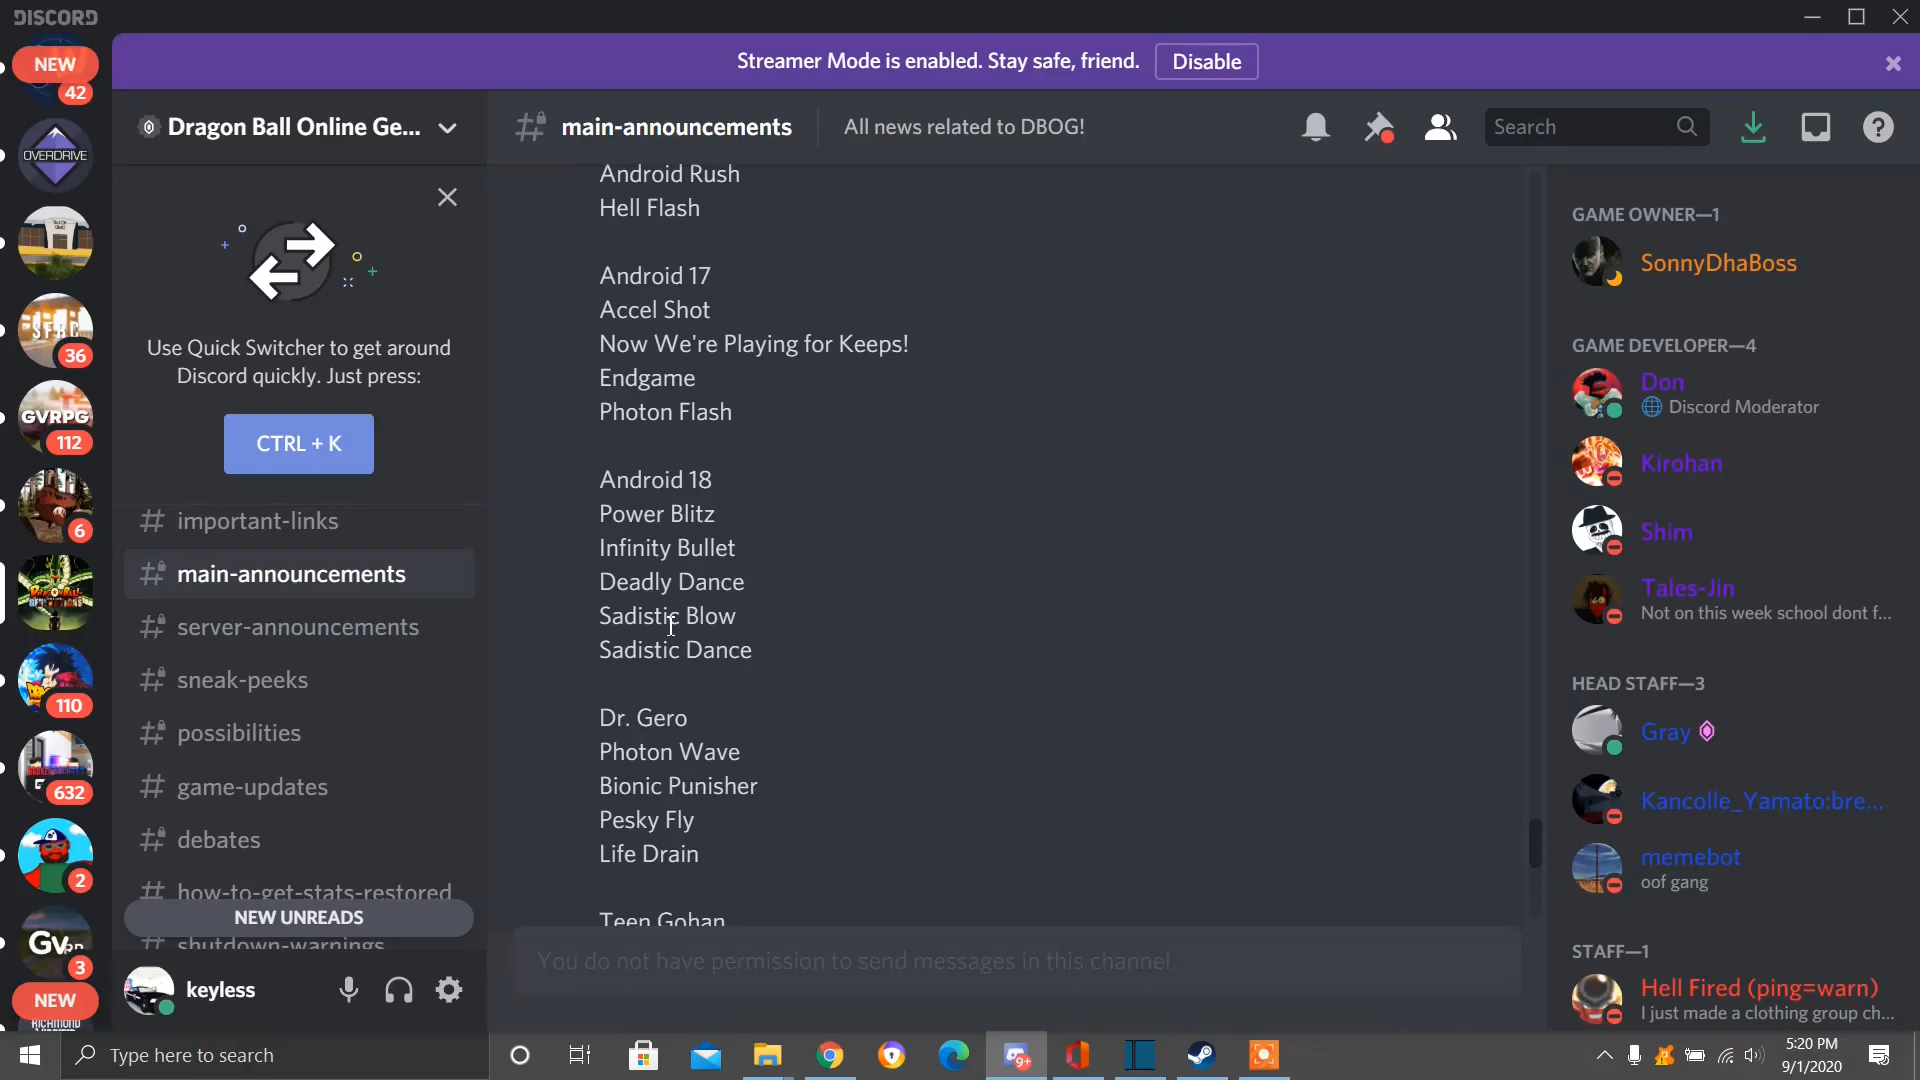 DISCORD
Streamer Mode is enabled. Stay safe, friend.
Disable
NEW
42
OVERDRIVE
SFRC
36
GVRPG
112
6
110
632
2
GV RP
3
NEW
Dragon Ball Online Ge...
Use Quick Switcher to get around
Discord quickly. Just press:
CTRL + K
important-links
main-announcements
server-announcements
sneak-peeks
possibilities
game-updates
debates
how-to-get-stats-restored
NEW UNREADS
shutdown-warnings
keyless
main-announcements
All news related to DBOG!
Search
Android Rush
Hell Flash
Android 17
Accel Shot
Now We're Playing for Keeps!
Endgame
Photon Flash
Android 18
Power Blitz
Infinity Bullet
Deadly Dance
Sadistic Blow
Sadistic Dance
Dr. Gero
Photon Wave
Bionic Punisher
Pesky Fly
Life Drain
Teen Gohan
You do not have permission to send messages in this channel.
GAME OWNER—1
SonnyDhaBoss
GAME DEVELOPER—4
Don
Discord Moderator
Kirohan
Shim
Tales-Jin
Not on this week school dont f...
HEAD STAFF—3
Gray
Kancolle_Yamato:bre...
memebot
oof gang
STAFF—1
Hell Fired (ping=warn)
I just made a clothing group ch...
Type here to search
9+
5:20 PM
9/1/2020